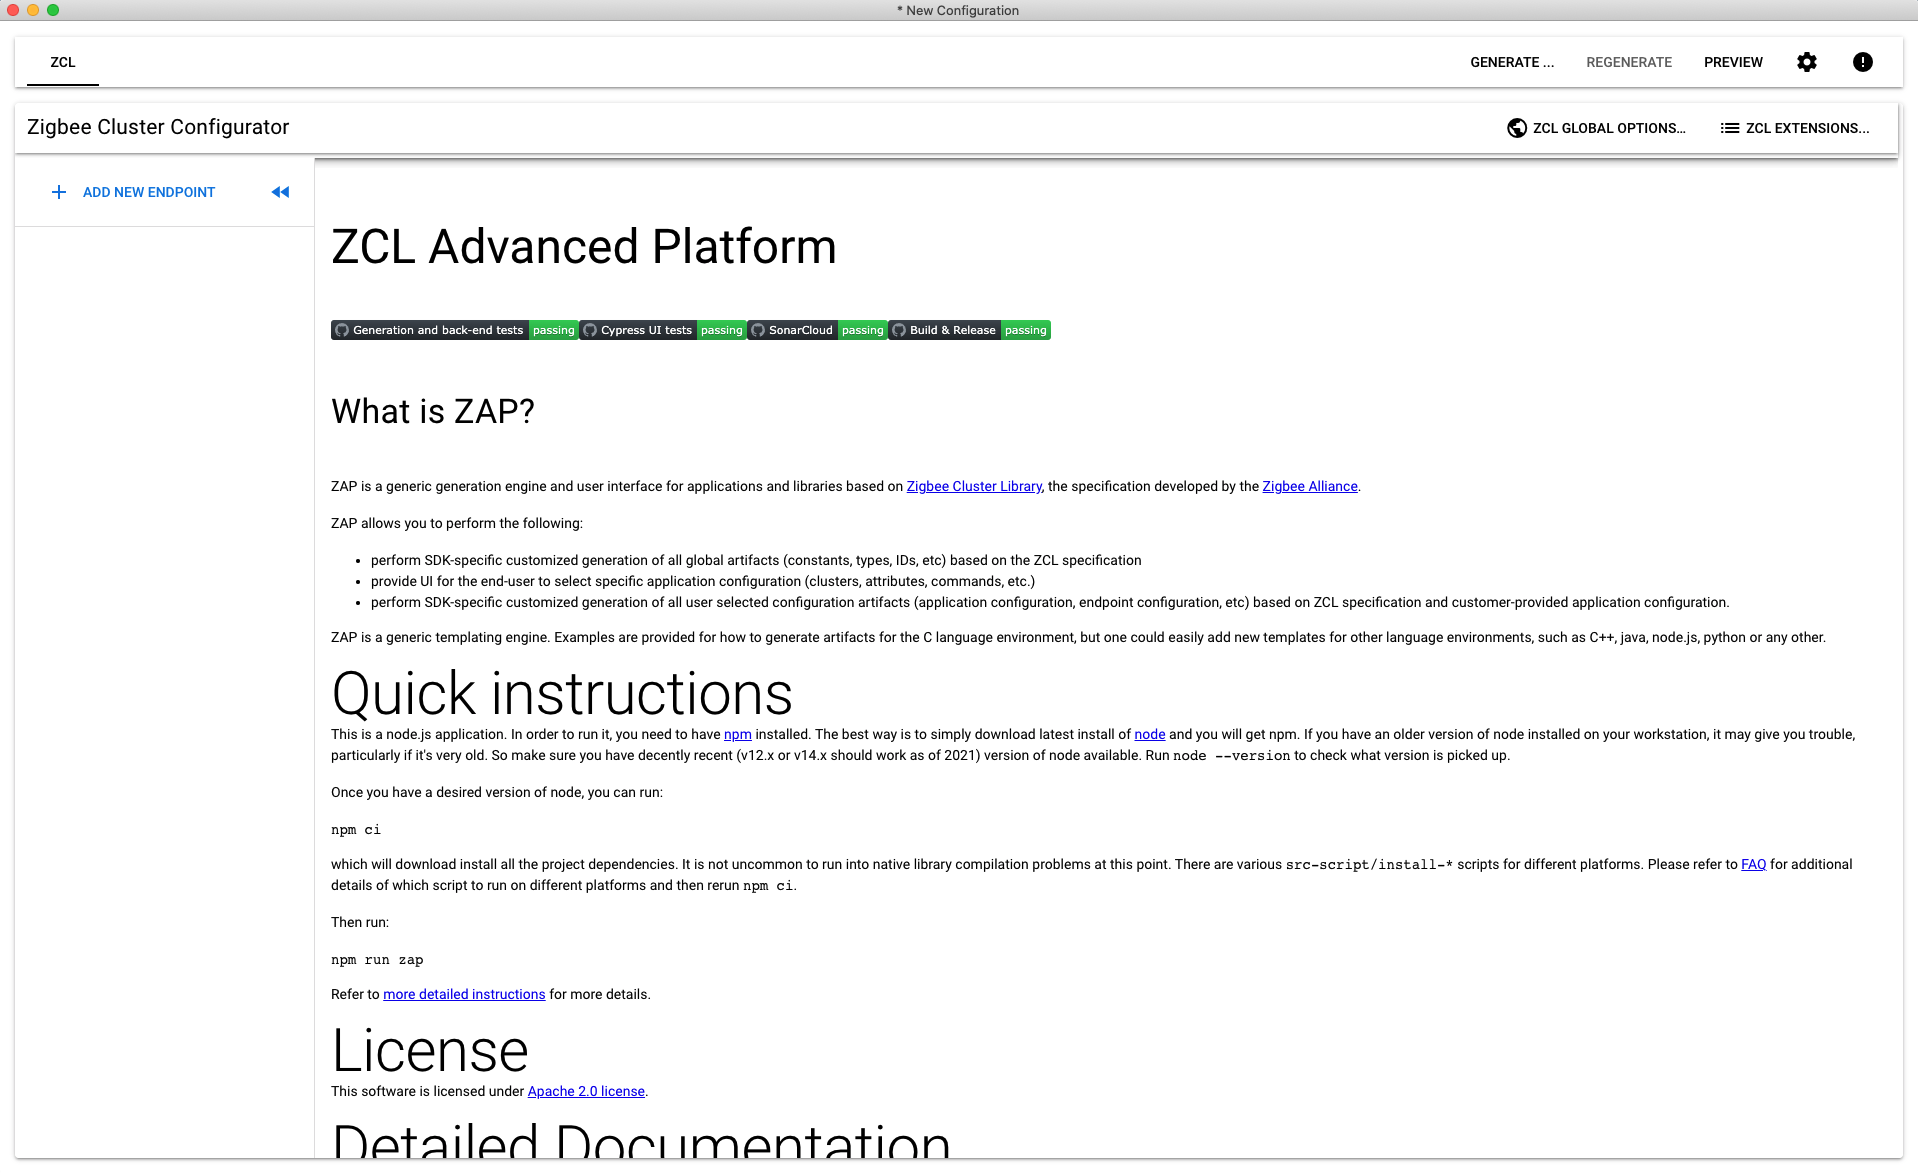 * New Configuration
ZCL
GENERATE ...
REGENERATE
PREVIEW
Zigbee Cluster Configurator
ZCL GLOBAL OPTIONS...
ZCL EXTENSIONS...
ADD NEW ENDPOINT
ZCL Advanced Platform
Generation and back-end tests passing Cypress UI tests passing SonarCloud passing Build & Release passing
What is ZAP?
ZAP is a generic generation engine and user interface for applications and libraries based on Zigbee Cluster Library, the specification developed by the Zigbee Alliance.
ZAP allows you to perform the following:
• perform SDK-specific customized generation of all global artifacts (constants, types, IDs, etc) based on the ZCL specification
• provide UI for the end-user to select specific application configuration (clusters, attributes, commands, etc.)
• perform SDK-specific customized generation of all user selected configuration artifacts (application configuration, endpoint configuration, etc) based on ZCL specification and customer-provided application configuration.
ZAP is a generic templating engine. Examples are provided for how to generate artifacts for the C language environment, but one could easily add new templates for other language environments, such as C++, java, node.js, python or any other.
Quick instructions
This is a node.js application. In order to run it, you need to have npm installed. The best way is to simply download latest install of node and you will get npm. If you have an older version of node installed on your workstation, it may give you trouble,
particularly if it's very old. So make sure you have decently recent (v12.x or v14.x should work as of 2021) version of node available. Run node --version to check what version is picked up.
Once you have a desired version of node, you can run:
npm ci
which will download install all the project dependencies. It is not uncommon to run into native library compilation problems at this point. There are various src-script/install-* scripts for different platforms. Please refer to FAQ for additional
details of which script to run on different platforms and then rerun npm ci.
Then run:
npm run zap
Refer to more detailed instructions for more details.
License
This software is licensed under Apache 2.0 license.
Detailed Documentation